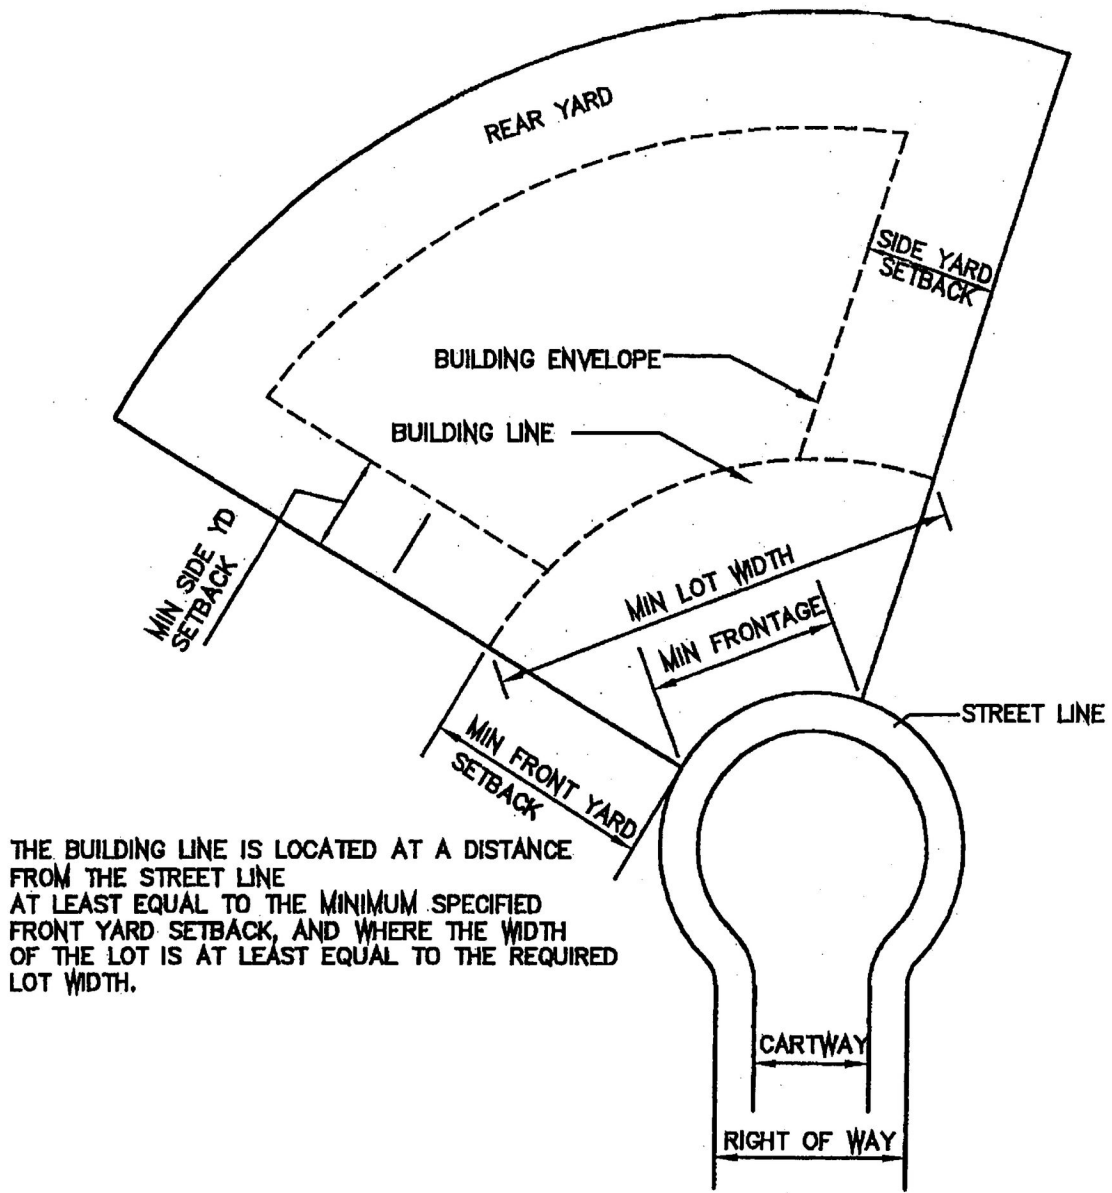 REAR YARD
SIDE YARD
SETBACK
BUILDING ENVELOPE
BUILDING LINE
MIN SIDE YD
SETBACK
MIN LOT WIDTH
MIN FRONTAGE
STREET LINE
MIN FRONT YARD
SETBACK
THE BUILDING LINE IS LOCATED AT A DISTANCE
FROM THE STREET LINE
AT LEAST EQUAL TO THE MINIMUM SPECIFIED
FRONT YARD SETBACK, AND WHERE THE WIDTH
OF THE LOT IS AT LEAST EQUAL TO THE REQUIRED
LOT WIDTH.
CARTWAY
RIGHT OF WAY